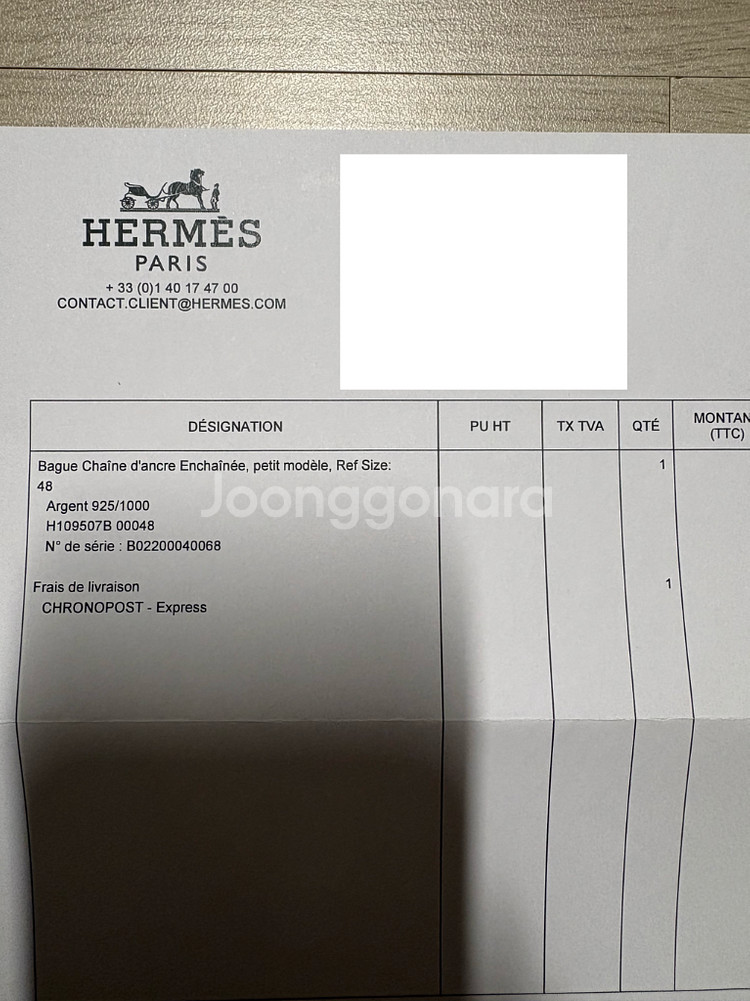 HERMÈS
PARIS
+ 33 (0)1 40 17 47 00
CONTACT.CLIENT@HERMES.COM
DÉSIGNATION
PU HT
TX TVA
QTÉ
MONTAN
(TTC)
Bague Chaîne d'ancre Enchaînée, petit modèle, Ref Size: 1
48
Argent 925/1000
Joonggonara
H109507B 00048
N° de série : B02200040068
Frais de livraison 1
CHRONOPOST - Express